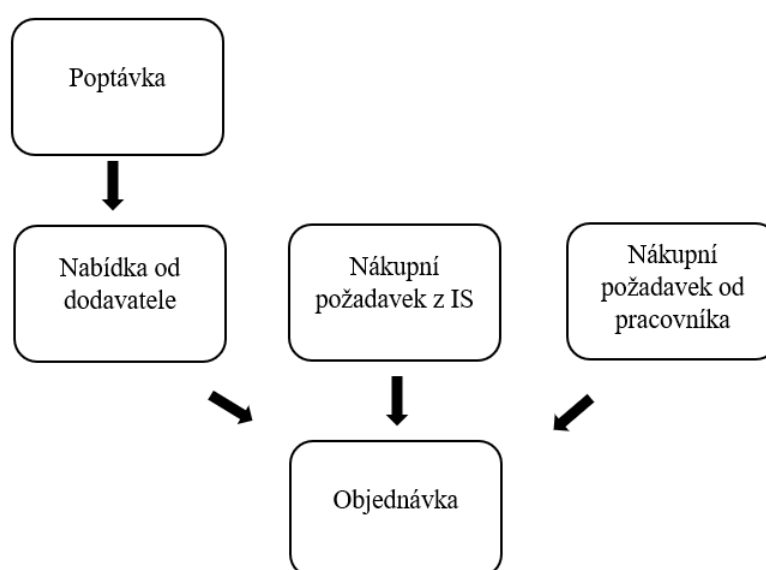 Poptávka
Nabídka od
dodavatele
Nákupní
požadavek z IS
Nákupní
požadavek od
pracovníka
Objednávka